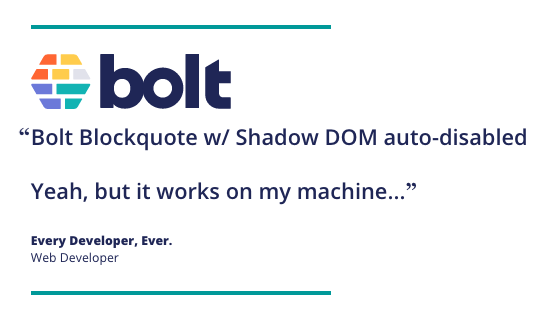 bolt
“Bolt Blockquote w/ Shadow DOM auto-disabled
Yeah, but it works on my machine...”
Every Developer, Ever.
Web Developer